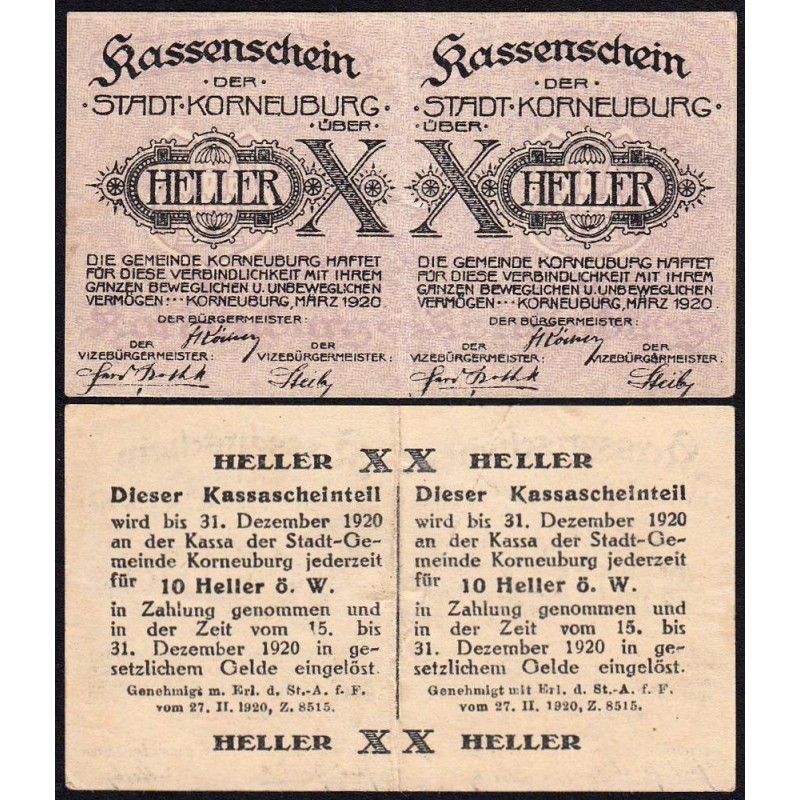 Kassenschein
· DER ·
· STADT · KORNEUBURG ·
· ÜBER ·
HELLER X
DIE GEMEINDE KORNEUBURG HAFTET
FÜR DIESE VERBINDLICHKEIT MIT IHREM
GANZEN BEWEGLICHEN U. UNBEWEGLICHEN
VERMÖGEN ··· KORNEUBURG, MÄRZ 1920.
DER BÜRGERMEISTER:
DER VIZEBÜRGERMEISTER:
DER VIZEBÜRGERMEISTER:
Kassenschein
· DER ·
· STADT · KORNEUBURG ·
· ÜBER ·
X HELLER
DIE GEMEINDE KORNEUBURG HAFTET
FÜR DIESE VERBINDLICHKEIT MIT IHREM
GANZEN BEWEGLICHEN U. UNBEWEGLICHEN
VERMÖGEN ··· KORNEUBURG, MÄRZ 1920.
DER BÜRGERMEISTER:
DER VIZEBÜRGERMEISTER:
DER VIZEBÜRGERMEISTER:
HELLER X
Dieser Kassascheinteil
wird bis 31. Dezember 1920
an der Kassa der Stadt-Ge-
meinde Korneuburg jederzeit
für 10 Heller ö. W.
in Zahlung genommen und
in der Zeit vom 15. bis
31. Dezember 1920 in ge-
setzlichem Gelde eingelöst.
Genehmigt m. Erl. d. St.-A. f. F.
vom 27. II. 1920, Z. 8515.
HELLER X
X HELLER
Dieser Kassascheinteil
wird bis 31. Dezember 1920
an der Kassa der Stadt-Ge-
meinde Korneuburg jederzeit
für 10 Heller ö. W.
in Zahlung genommen und
in der Zeit vom 15. bis
31. Dezember 1920 in ge-
setzlichem Gelde eingelöst.
Genehmigt mit Erl. d. St.-A. f. F.
vom 27. II. 1920, Z. 8515.
X HELLER